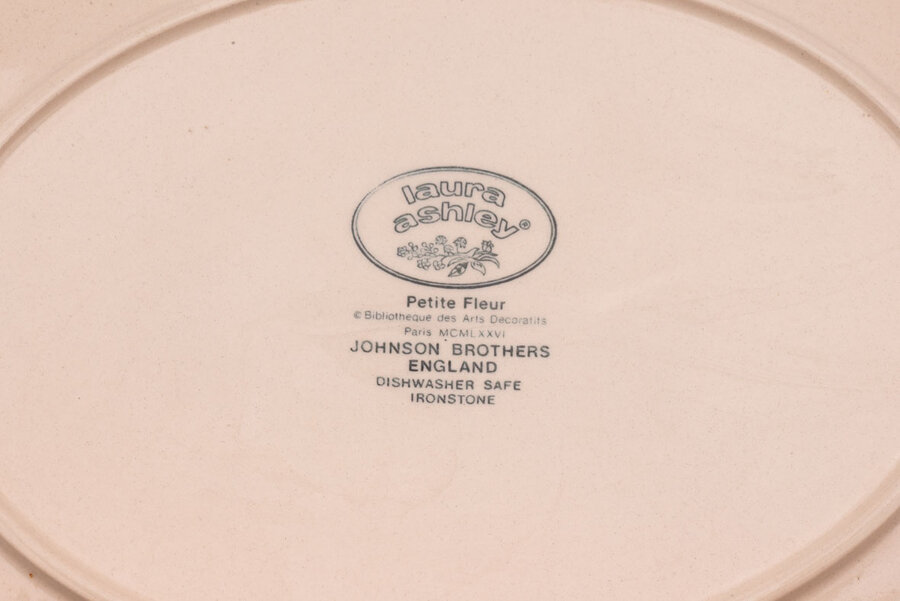 laura
ashley®
Petite Fleur
© Bibliotheque des Arts Decoratifs
Paris MCMLXXVI
JOHNSON BROTHERS
ENGLAND
DISHWASHER SAFE
IRONSTONE